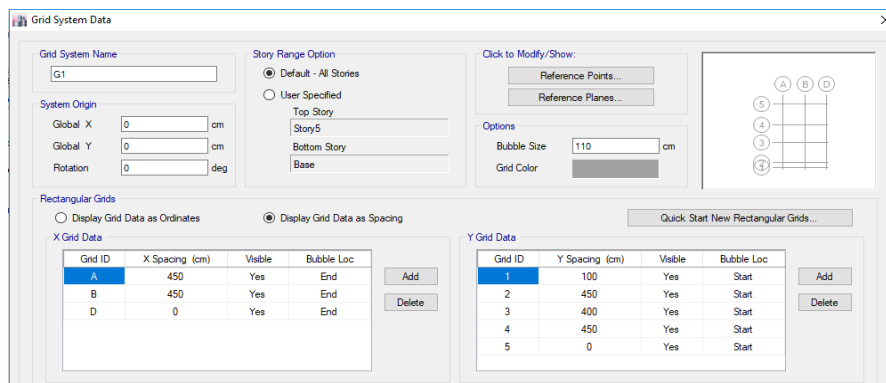 Grid System Data
Grid System Name
G1
System Origin
Global X 0 cm
Global Y 0 cm
Rotation 0 deg
Story Range Option
Default - All Stories
User Specified
Top Story
Story5
Bottom Story
Base
Click to Modify/Show:
Reference Points...
Reference Planes...
Options
Bubble Size 110 cm
Grid Color
A B D
5
4
3
Rectangular Grids
Display Grid Data as Ordinates
Display Grid Data as Spacing
Quick Start New Rectangular Grids...
X Grid Data
Grid ID X Spacing (cm) Visible Bubble Loc
A 450 Yes End
B 450 Yes End
D 0 Yes End
Add
Delete
Y Grid Data
Grid ID Y Spacing (cm) Visible Bubble Loc
1 100 Yes Start
2 450 Yes Start
3 400 Yes Start
4 450 Yes Start
5 0 Yes Start
Add
Delete